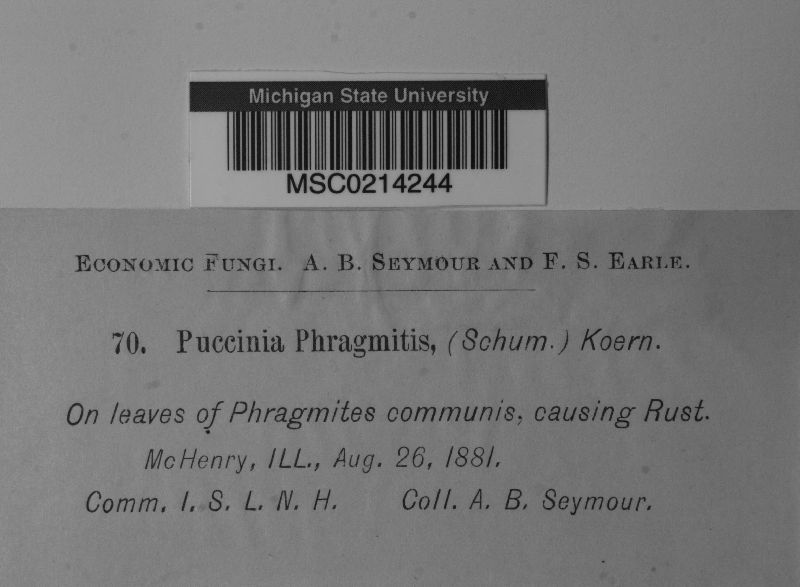 Michigan State University
MSC0214244
Economic Fungi. A. B. Seymour and F. S. Earle.
70. Puccinia Phragmitis, (Schum.) Koern.
On leaves of Phragmites communis, causing Rust.
McHenry, ILL., Aug. 26, 1881.
Comm. I. S. L. N. H. Coll. A. B. Seymour.